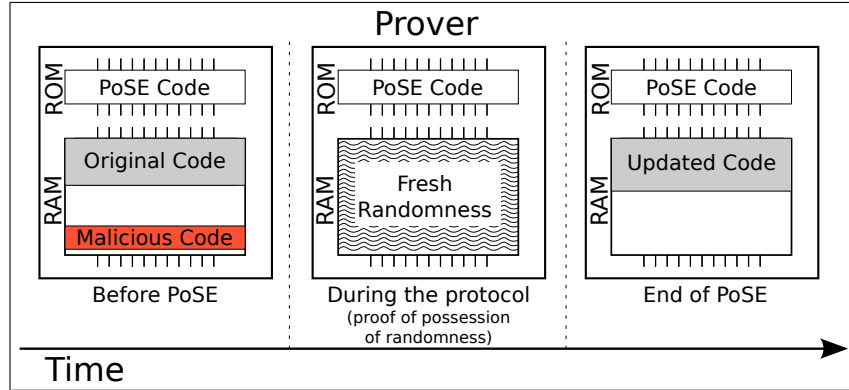 Prover
ROM
PoSE Code
RAM
Original Code
Malicious Code
Before PoSE
ROM
PoSE Code
RAM
Fresh
Randomness
During the protocol
(proof of possession
of randomness)
ROM
PoSE Code
RAM
Updated Code
End of PoSE
Time